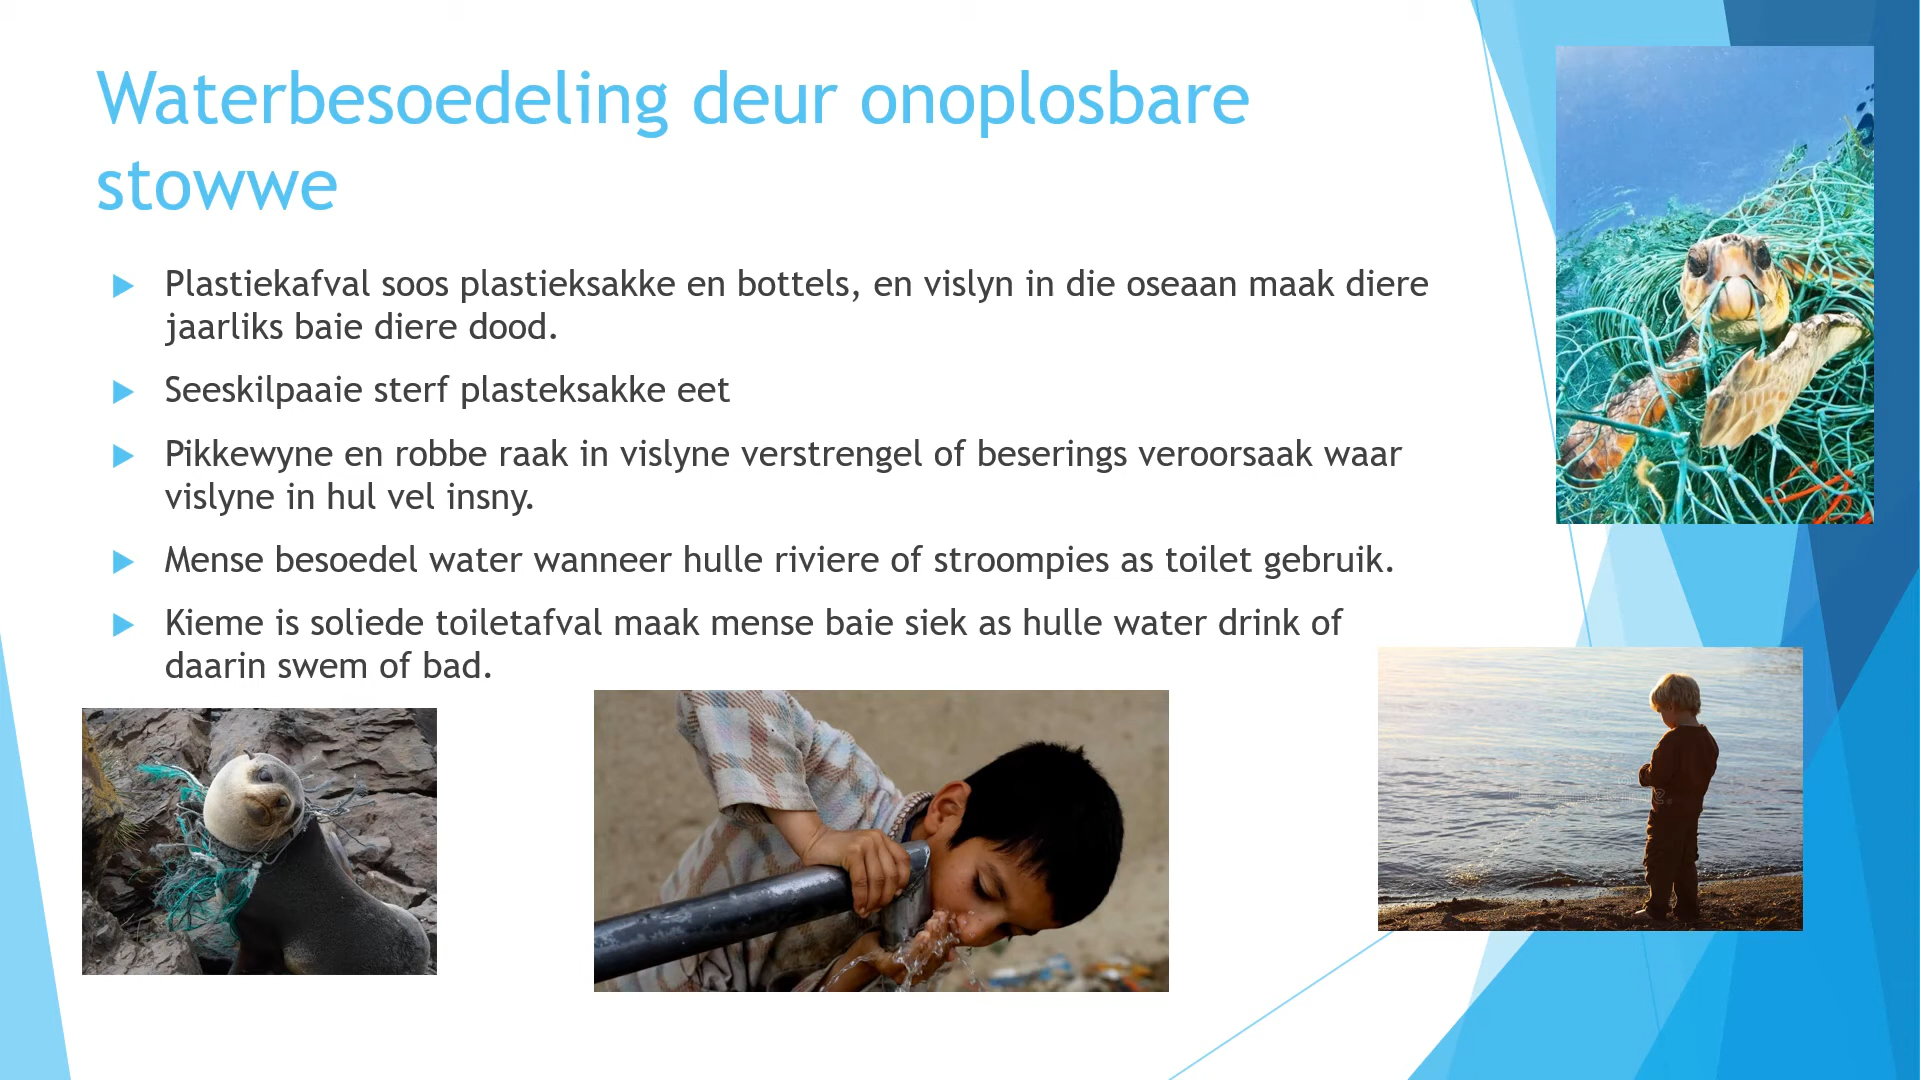 Waterbesoedeling deur onoplosbare
stowwe
Plastiekafval soos plastieksakke en bottels, en vislyn in die oseaan maak diere
jaarliks baie diere dood.
Seeskilpaaie sterf plasteksakke eet
Pikkewyne en robbe raak in vislyne verstrengel of beserings veroorsaak waar
vislyne in hul vel insny.
Mense besoedel water wanneer hulle riviere of stroompies as toilet gebruik.
Kieme is soliede toiletafval maak mense baie siek as hulle water drink of
daarin swem of bad.